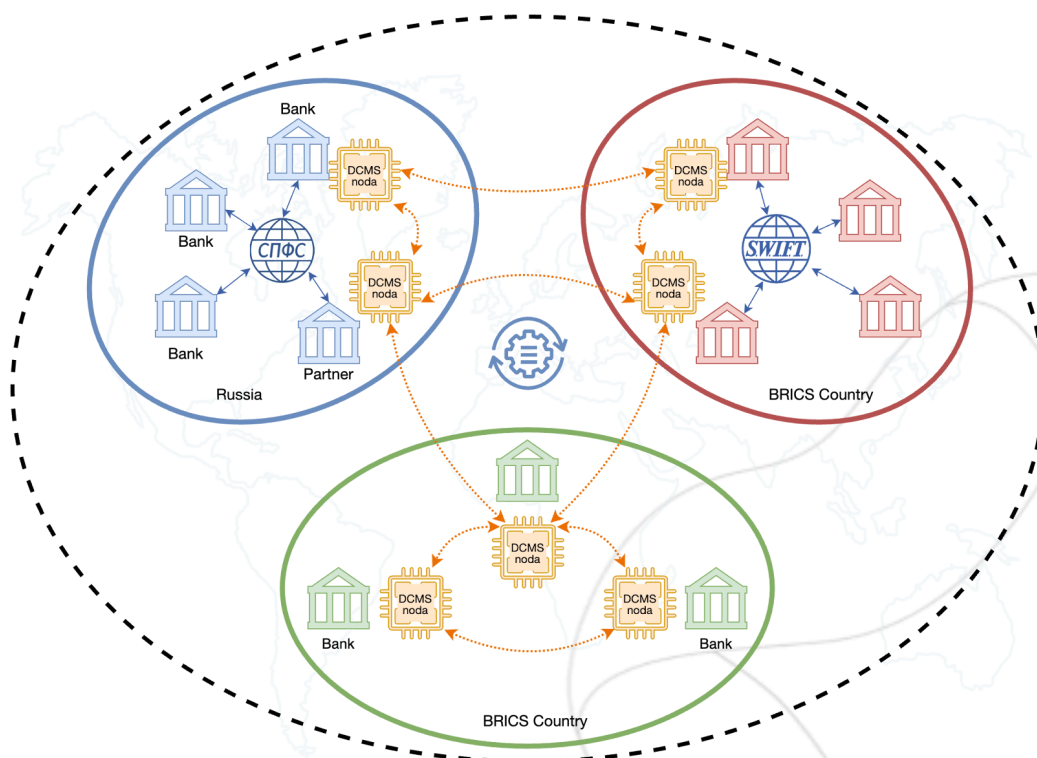 Bank
DCMS
noda
DCMS
noda
Bank
СПФС
SWIFT
DCMS
noda
DCMS
noda
Bank
Partner
Russia
BRICS Country
DCMS
noda
DCMS
noda
DCMS
noda
Bank
Bank
BRICS Country